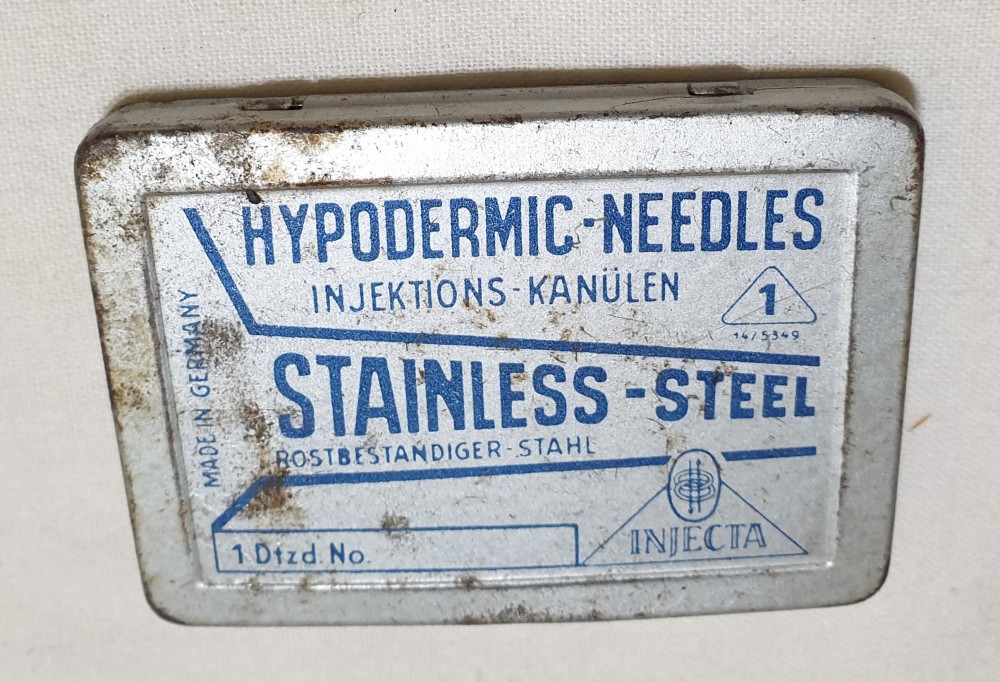 HYPODERMIC-NEEDLES
INJEKTIONS-KANÜLEN
1
14/5349
MADE IN GERMANY
STAINLESS-STEEL
ROSTBESTANDIGER-STAHL
1 Dtzd. No.
INJECTA